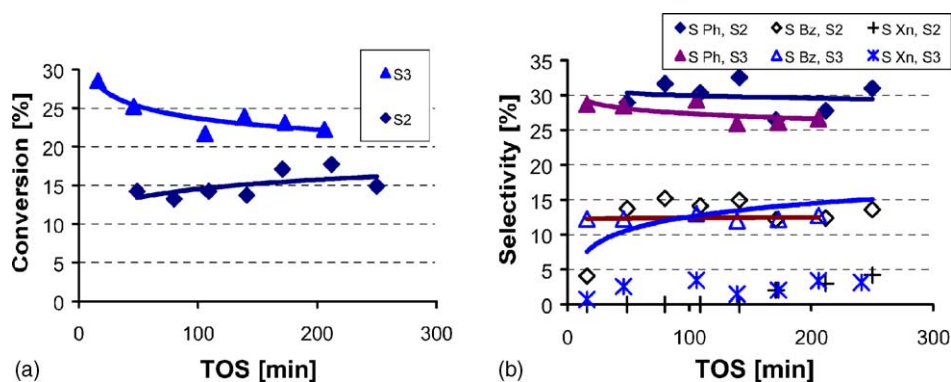 S3
S2
Conversion [%]
30
25
20
15
10
5
0
0 100 200 300
TOS [min]
(a)
S Ph, S2 S Bz, S2 S Xn, S2
S Ph, S3 S Bz, S3 S Xn, S3
Selectivity [%]
35
30
25
20
15
10
5
0
0 100 200 300
TOS [min]
(b)